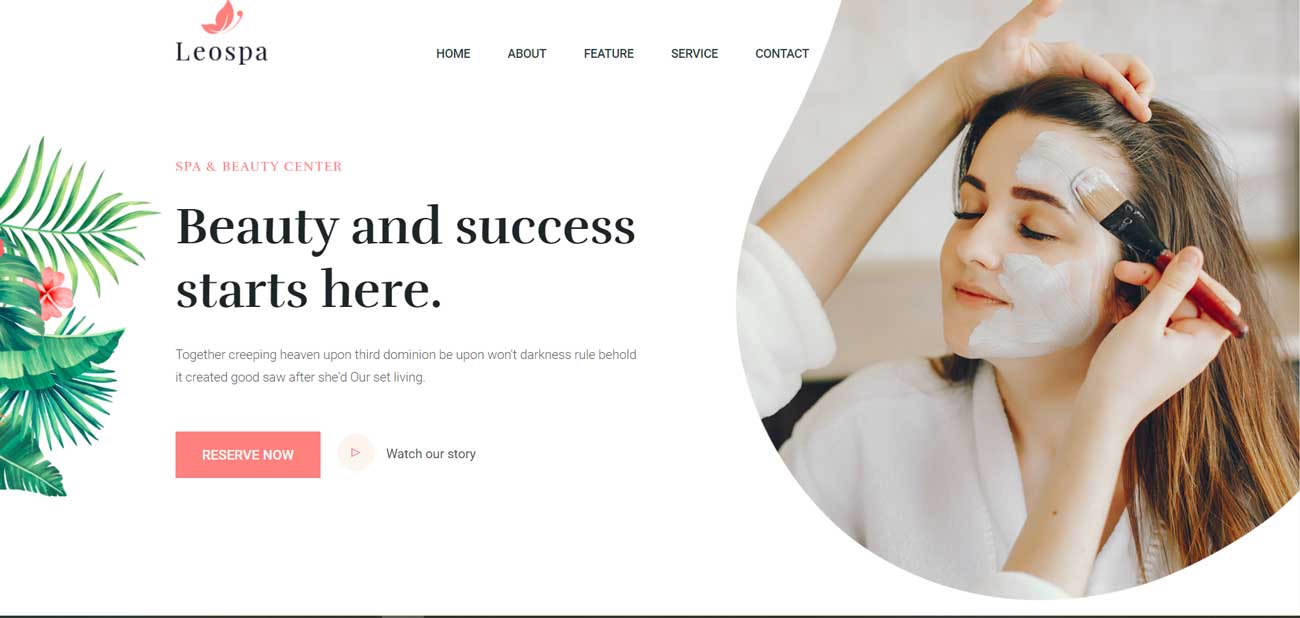 Leospa
HOME ABOUT FEATURE SERVICE CONTACT
SPA & BEAUTY CENTER
Beauty and success
starts here.
Together creeping heaven upon third dominion be upon won't darkness rule behold
it created good saw after she'd Our set living.
RESERVE NOW
Watch our story